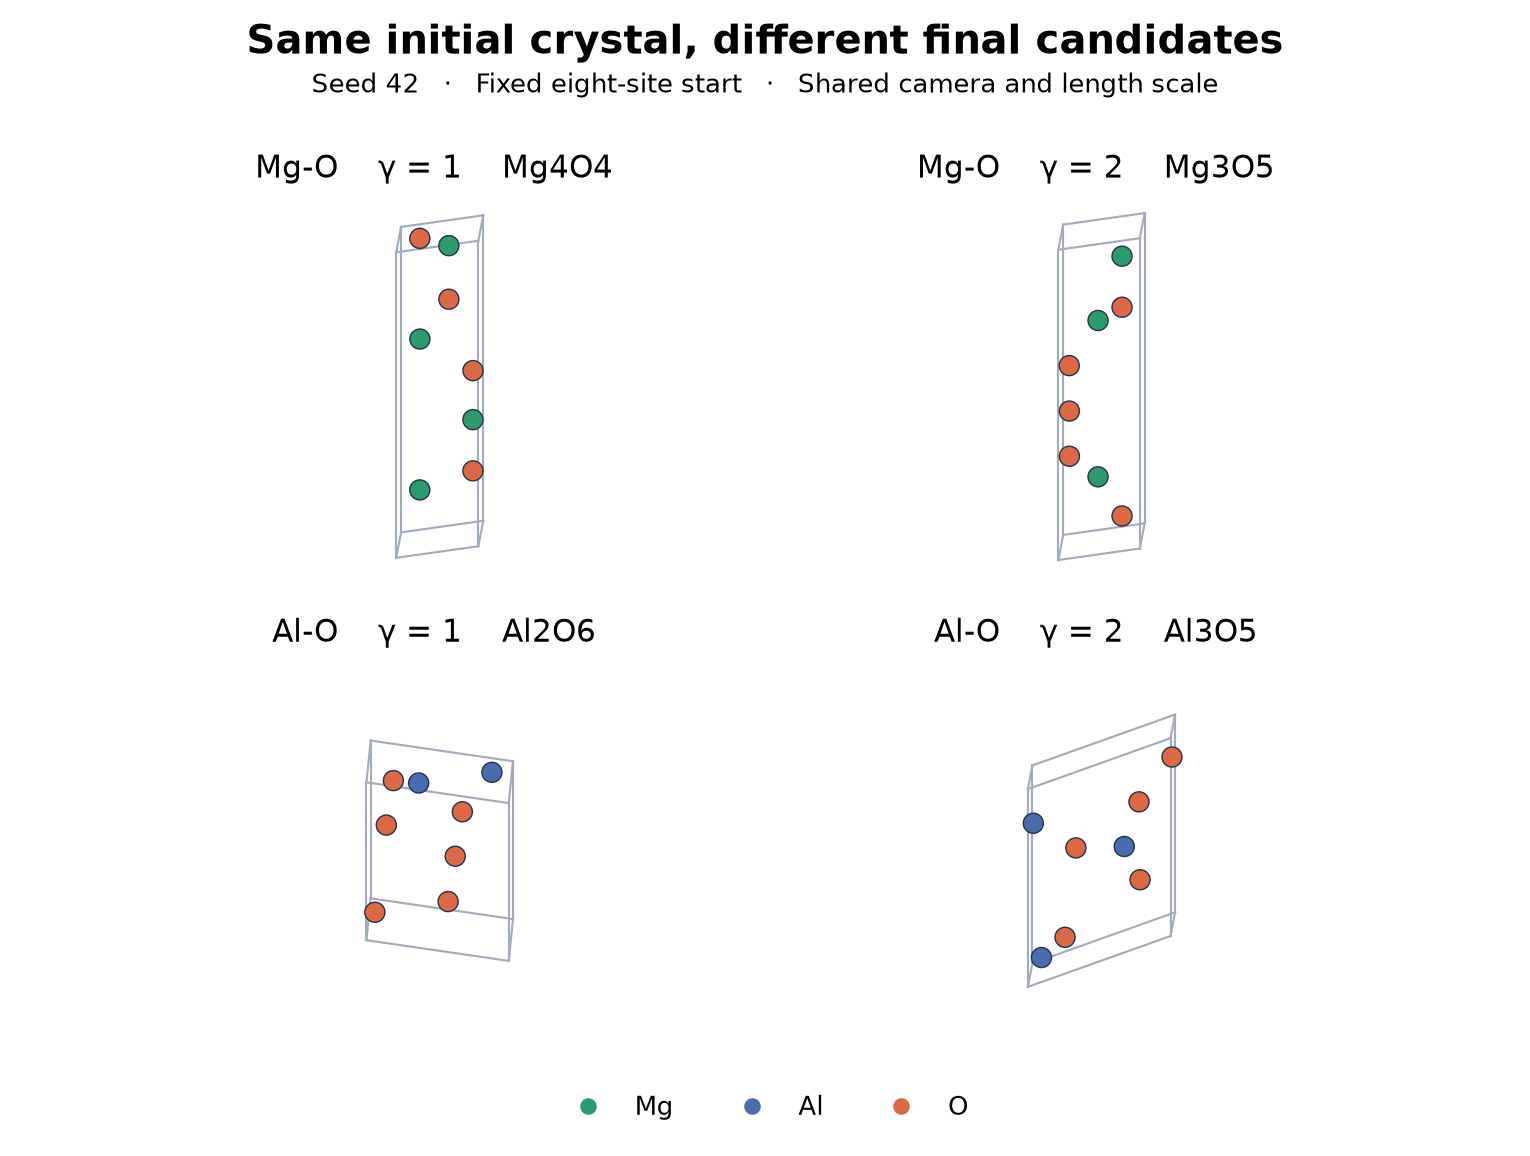 Same initial crystal, different final candidates
Seed 42 · Fixed eight-site start · Shared camera and length scale
Mg-O γ = 1 Mg4O4
Mg-O γ = 2 Mg3O5
Al-O γ = 1 Al2O6
Al-O γ = 2 Al3O5
Mg Al O